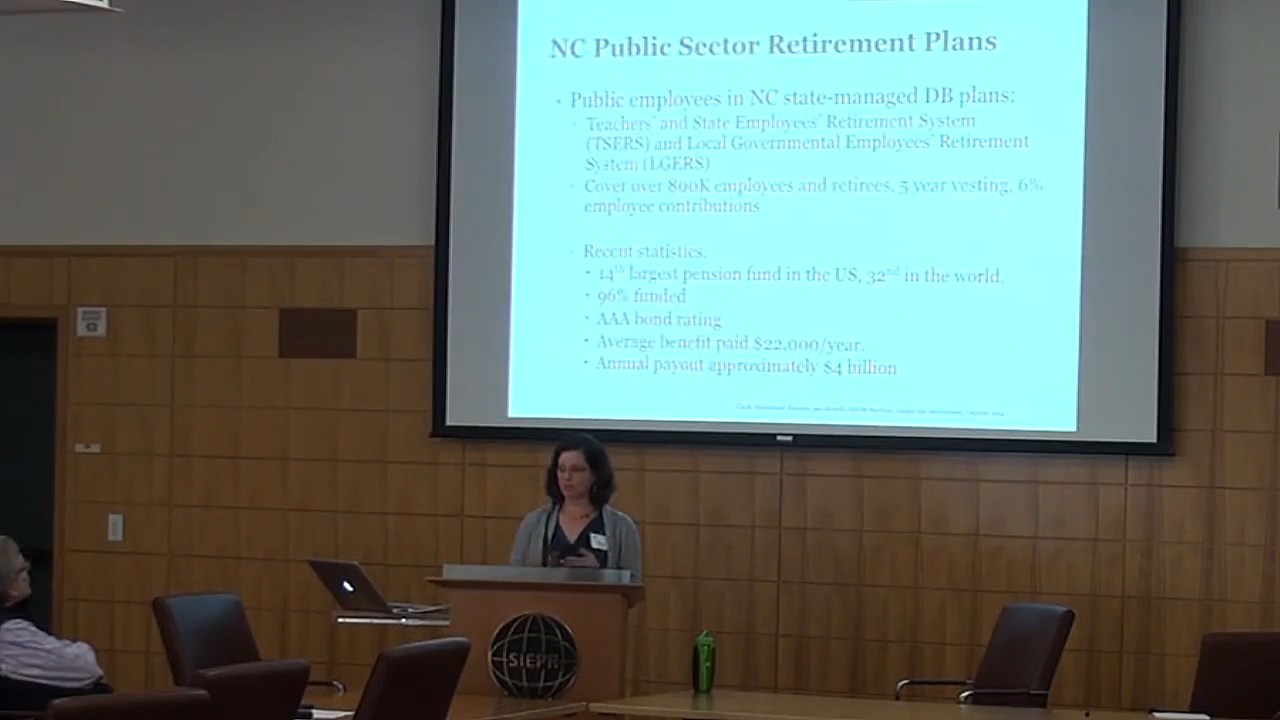 NC Public Sector Retirement Plans
• Public employees in NC state-managed DB plans:
◦ Teachers' and State Employees' Retirement System
(TSERS) and Local Governmental Employees' Retirement
System (LGERS)
◦ Cover over 800K employees and retirees, 5 year vesting, 6%
employee contributions
◦ Recent statistics:
• 14th largest pension fund in the US, 32nd in the world.
• 96% funded
• AAA bond rating
• Average benefit paid $22,000/year.
• Annual payout approximately $4 billion
SIEPR